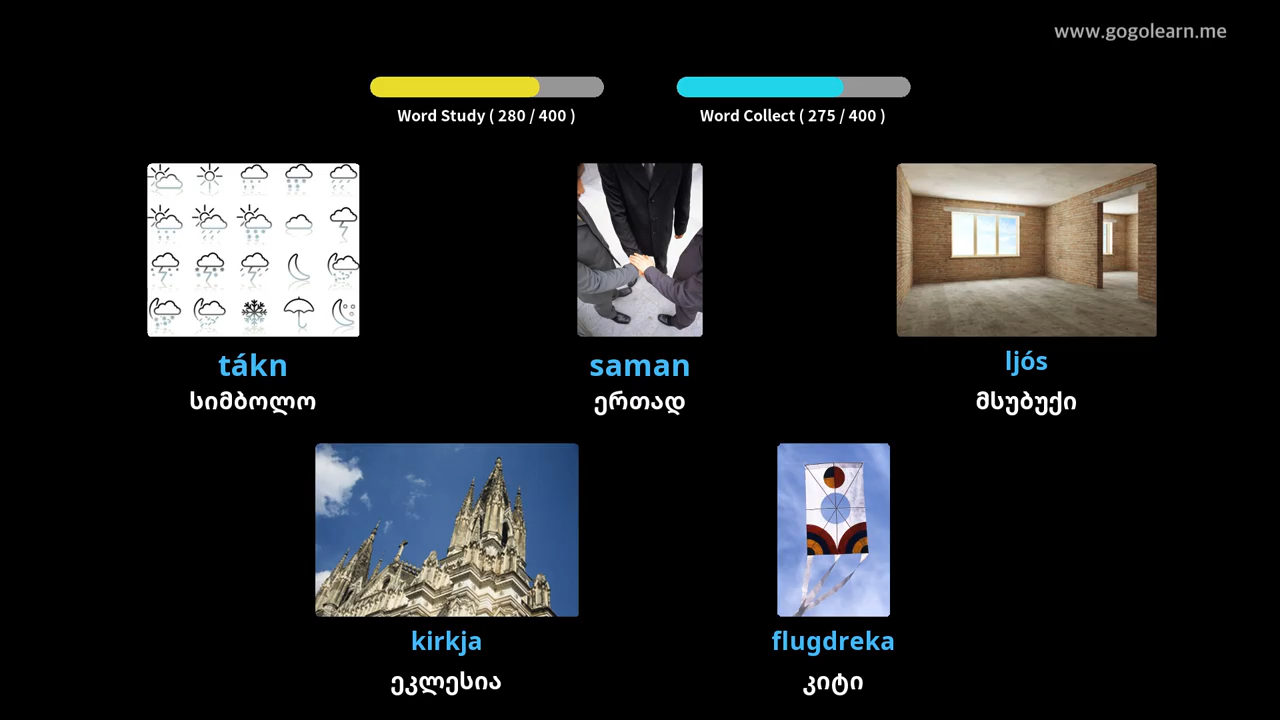 www.gogolearn.me
Word Study ( 280 / 400 )
Word Collect ( 275 / 400 )
tákn
სიმბოლო
saman
ერთად
ljós
მსუბუქი
kirkja
ეკლესია
flugdreka
კიტი